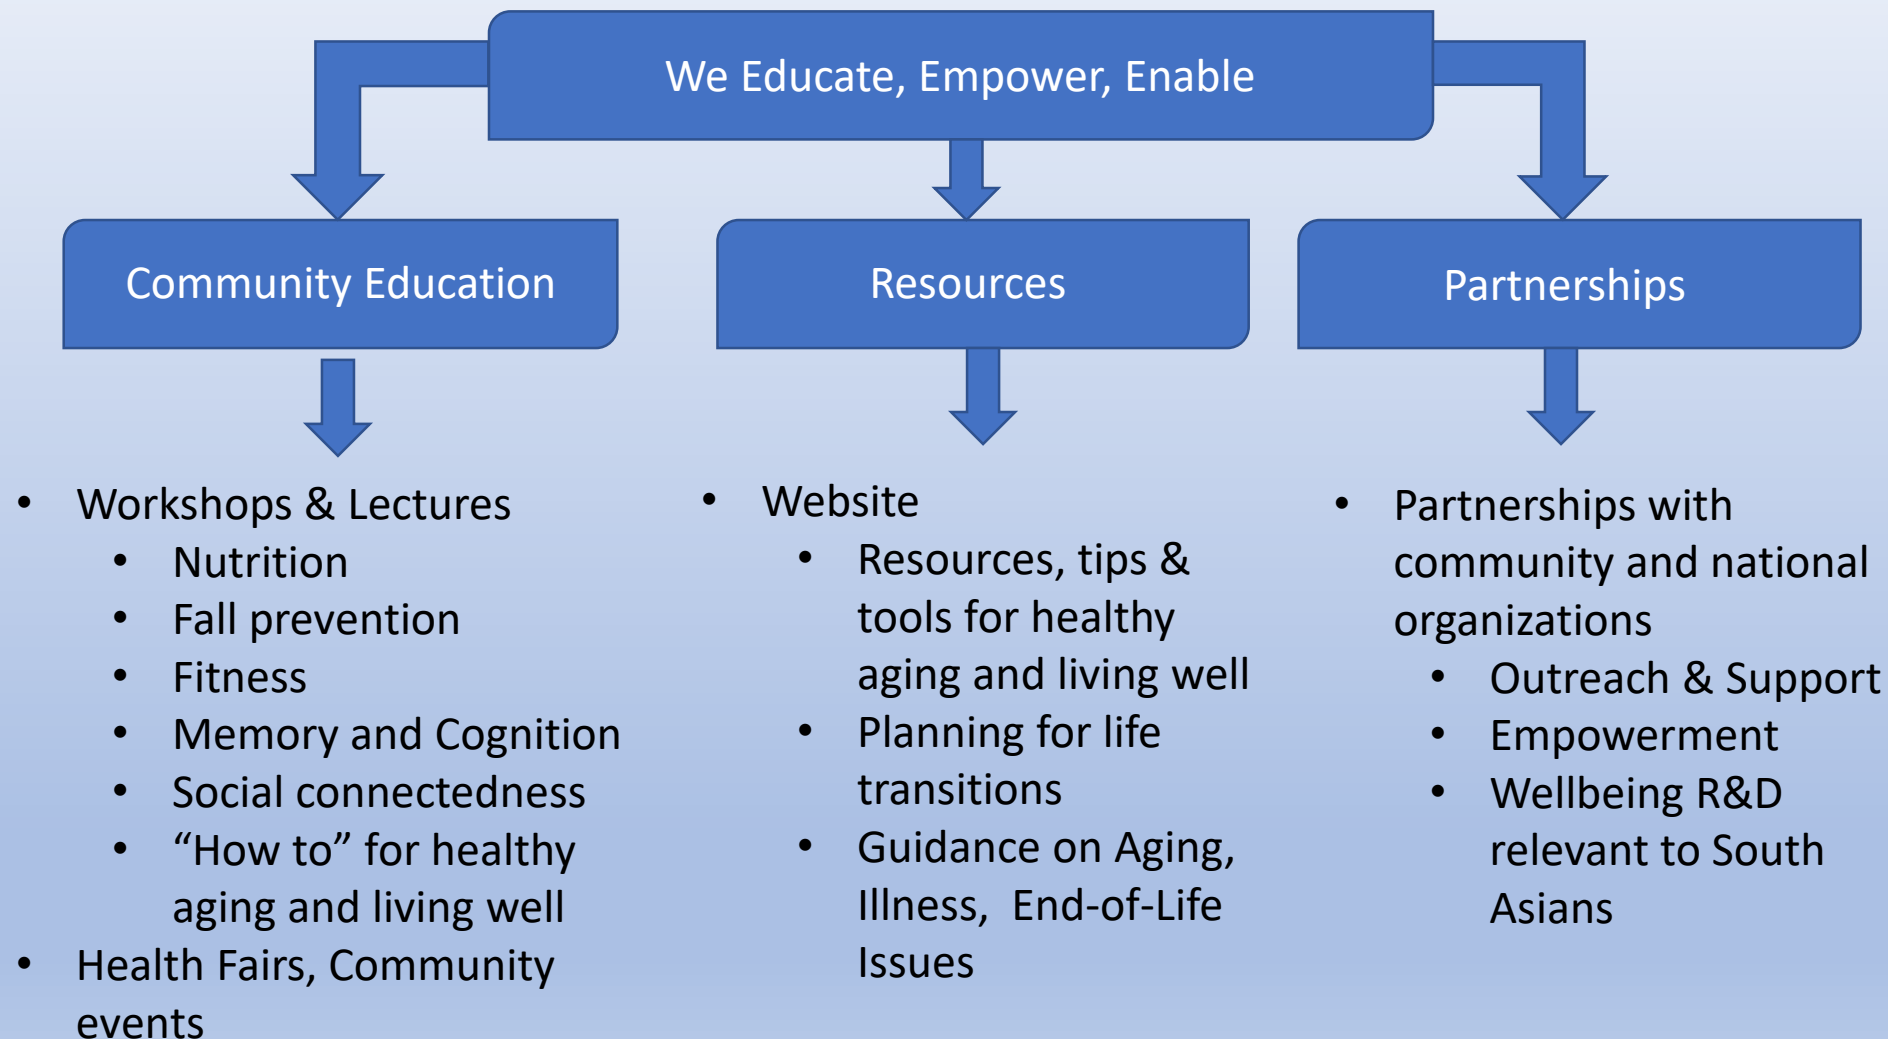 We Educate, Empower, Enable
Community Education
Resources
Partnerships
• Workshops & Lectures
• Nutrition
• Fall prevention
• Fitness
• Memory and Cognition
• Social connectedness
• “How to” for healthy
aging and living well
• Health Fairs, Community
events
• Website
• Resources, tips &
tools for healthy
aging and living well
• Planning for life
transitions
• Guidance on Aging,
Illness,  End-of-Life
Issues
• Partnerships with
community and national
organizations
• Outreach & Support
• Empowerment
• Wellbeing R&D
relevant to South
Asians